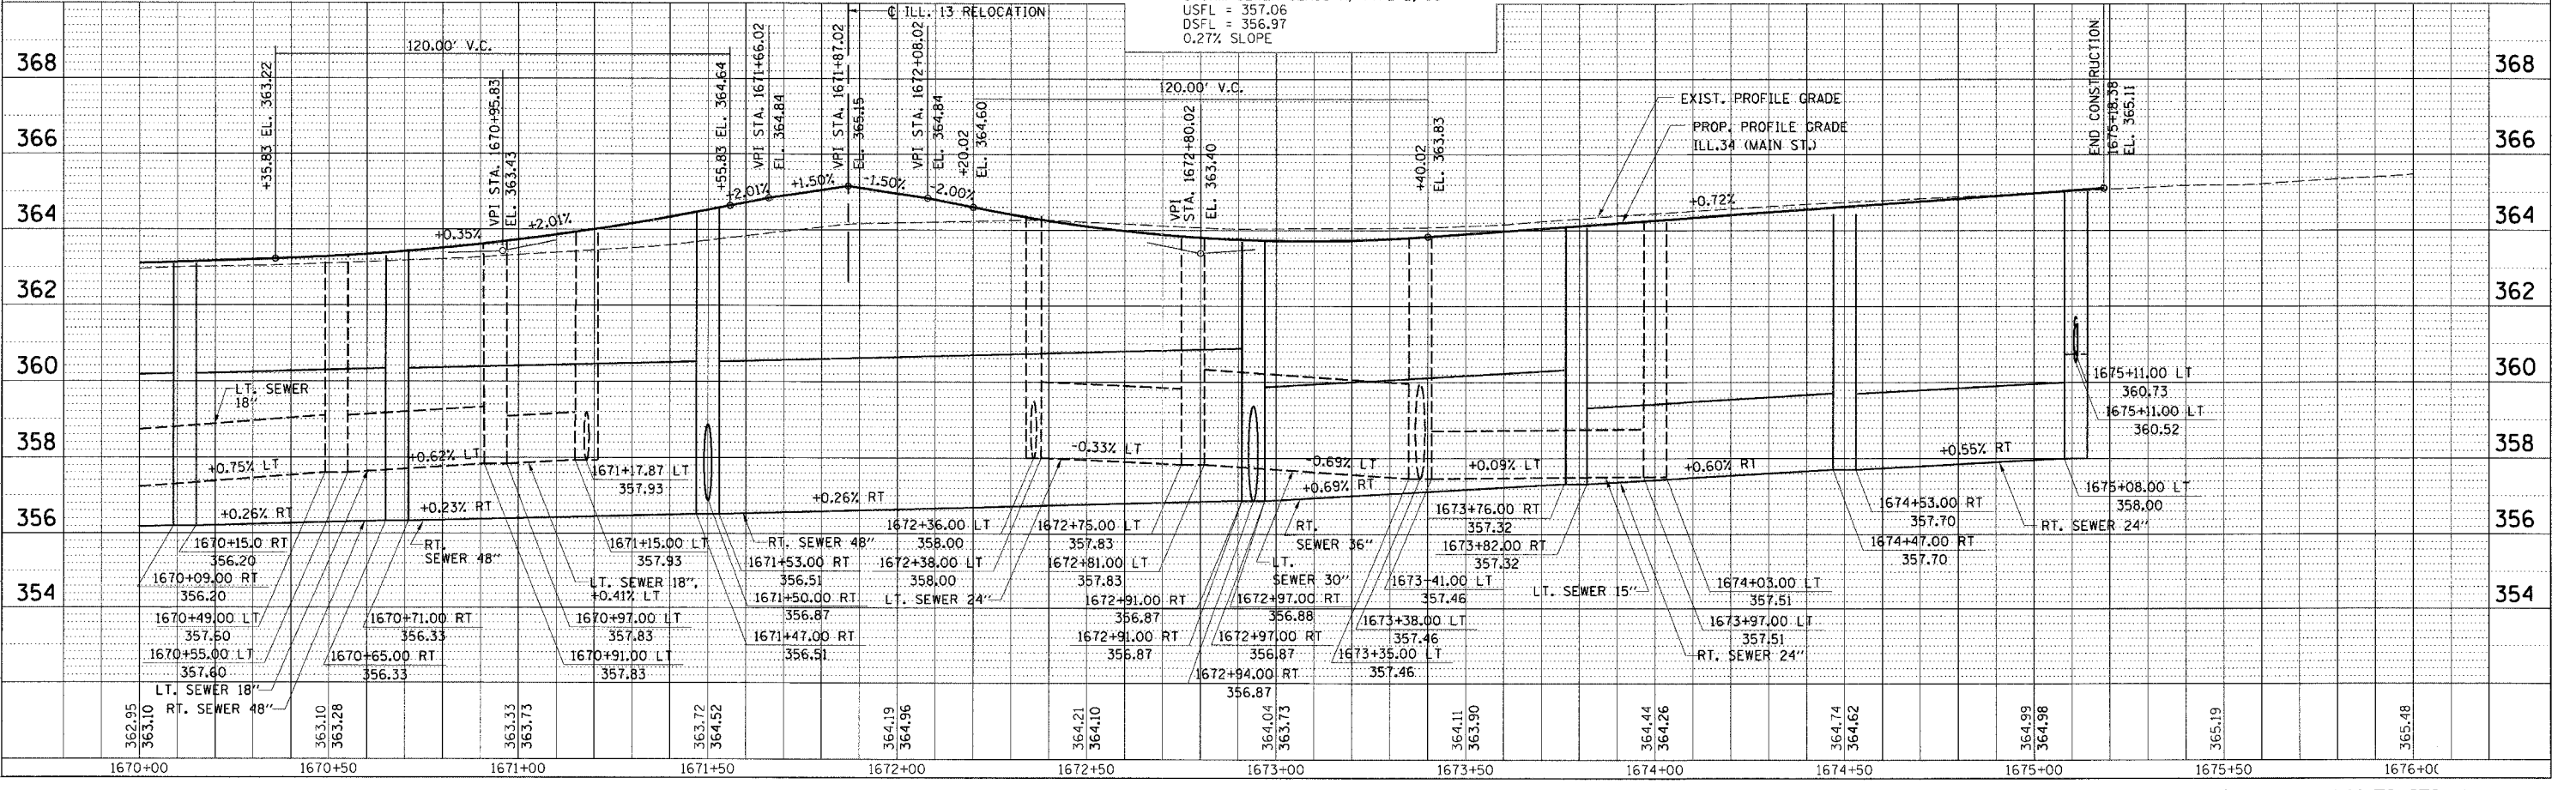 USFL = 357.06
DSFL = 356.97
0.27% SLOPE
℄ ILL. 13 RELOCATION
120.00' V.C.
+35.83 EL. 363.22
VPI STA. 1670+95.83
EL. 363.43
+55.83 EL. 364.64
VPI STA. 1671+66.02
EL. 364.84
VPI STA. 1671+87.02
EL. 365.15
VPI STA. 1672+08.02
EL. 364.84
+20.02
EL. 364.60
120.00' V.C.
VPI
STA. 1672+80.02
EL. 363.40
+40.02
EL. 363.83
EXIST. PROFILE GRADE
PROP. PROFILE GRADE
ILL.34 (MAIN ST.)
END CONSTRUCTION
1675+18.38
EL. 365.11
368
366
364
362
360
358
356
354
368
366
364
362
360
358
356
354
+0.35%
+2.01%
+2.01%
+1.50%
-1.50%
-2.00%
+0.72%
LT. SEWER
18"
+0.75% LT
+0.62% LT
-0.33% LT
-0.69% LT
+0.69% RT
+0.09% LT
+0.60% RT
+0.55% RT
+0.26% RT
+0.23% RT
+0.26% RT
1675+11.00 LT
360.73
1675+11.00 LT
360.52
1671+17.87 LT
357.93
1675+08.00 LT
358.00
1670+15.0 RT
356.20
1670+09.00 RT
356.20
1670+49.00 LT
357.60
1670+55.00 LT
357.60
LT. SEWER 18"
RT. SEWER 48"
RT.
SEWER 48"
1670+71.00 RT
356.33
1670+65.00 RT
356.33
1671+15.00 LT
357.93
LT. SEWER 18",
+0.41% LT
1670+97.00 LT
357.83
1670+91.00 LT
357.83
RT. SEWER 48"
1671+53.00 RT
356.51
1671+50.00 RT
356.87
1671+47.00 RT
356.51
1672+36.00 LT
358.00
1672+38.00 LT
358.00
LT. SEWER 24"
1672+75.00 LT
357.83
1672+81.00 LT
357.83
1672+91.00 RT
356.87
1672+91.00 RT
356.87
RT.
SEWER 36"
LT.
SEWER 30"
1672+97.00 RT
356.88
1672+97.00 RT
356.87
1672+94.00 RT
356.87
1673+76.00 RT
357.32
1673+82.00 RT
357.32
1673+41.00 LT
357.46
1673+38.00 LT
357.46
1673+35.00 LT
357.46
LT. SEWER 15"
1674+03.00 LT
357.51
1673+97.00 LT
357.51
RT. SEWER 24"
1674+53.00 RT
357.70
1674+47.00 RT
357.70
RT. SEWER 24"
362.95
363.10
363.10
363.28
363.33
363.73
363.72
364.52
364.19
364.96
364.21
364.10
364.04
363.73
364.11
363.90
364.44
364.26
364.74
364.62
364.99
364.98
365.19
365.48
1670+00
1670+50
1671+00
1671+50
1672+00
1672+50
1673+00
1673+50
1674+00
1674+50
1675+00
1675+50
1676+0